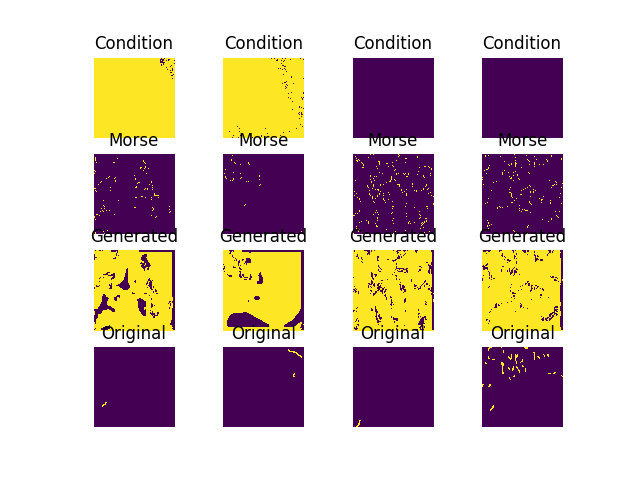 Condition Condition Condition Condition
Morse Morse Morse Morse
Generated Generated Generated Generated
Original Original Original Original